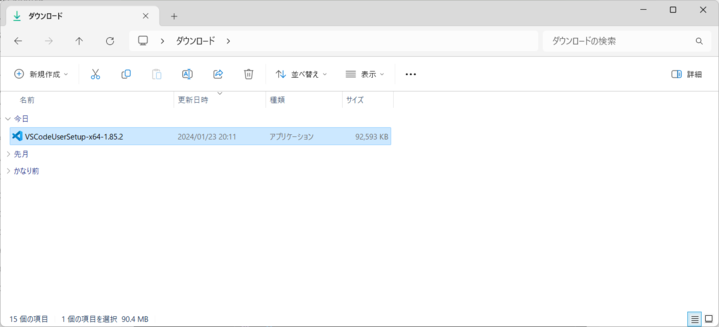 ダウンロード
ダウンロード
ダウンロードの検索
新規作成
並べ替え
表示
詳細
名前 更新日時 種類 サイズ
今日
VSCodeUserSetup-x64-1.85.2 2024/01/23 20:11 アプリケーション 92,593 KB
先月
かなり前
15 個の項目 1 個の項目を選択 90.4 MB